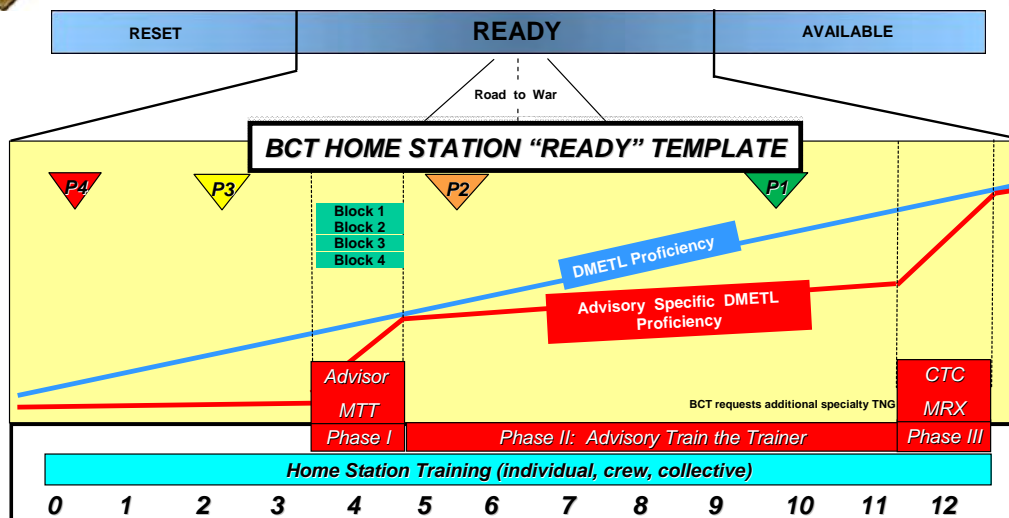 RESET
READY
AVAILABLE
Road to War
BCT HOME STATION “READY” TEMPLATE
P4
P3
P2
P1
Block 1
Block 2
Block 3
Block 4
DMETL Proficiency
Advisory Specific DMETL
Proficiency
Advisor
MTT
BCT requests additional specialty TNG
CTC
MRX
Phase I
Phase II: Advisory Train the Trainer
Phase III
Home Station Training (individual, crew, collective)
0 1 2 3 4 5 6 7 8 9 10 11 12